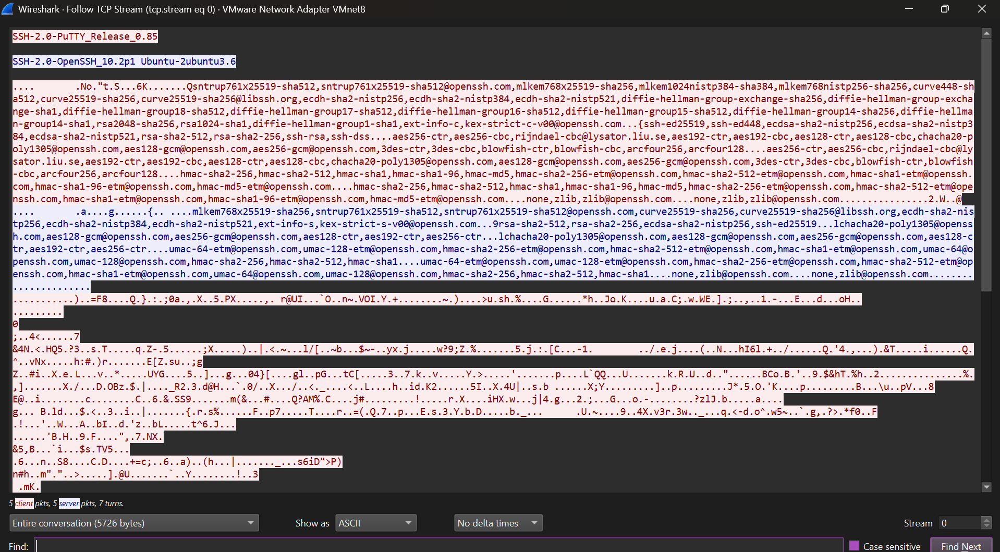 Wireshark · Follow TCP Stream (tcp.stream eq 0) · VMware Network Adapter VMnet8
SSH-2.0-PuTTY_Release_0.85
SSH-2.0-OpenSSH_10.2p1 Ubuntu-2ubuntu3.6
....        .No."t.S...6K.......Qsntrup761x25519-sha512,sntrup761x25519-sha512@openssh.com,mlkem768x25519-sha256,mlkem1024nistp384-sha384,mlkem768nistp256-sha256,curve448-sh
a512,curve25519-sha256,curve25519-sha256@libssh.org,ecdh-sha2-nistp256,ecdh-sha2-nistp384,ecdh-sha2-nistp521,diffie-hellman-group-exchange-sha256,diffie-hellman-group-excha
nge-sha1,diffie-hellman-group18-sha512,diffie-hellman-group17-sha512,diffie-hellman-group16-sha512,diffie-hellman-group15-sha512,diffie-hellman-group14-sha256,diffie-hellma
n-group14-sha1,rsa2048-sha256,rsa1024-sha1,diffie-hellman-group1-sha1,ext-info-c,kex-strict-c-v00@openssh.com...{ssh-ed25519,ssh-ed448,ecdsa-sha2-nistp256,ecdsa-sha2-nistp3
84,ecdsa-sha2-nistp521,rsa-sha2-512,rsa-sha2-256,ssh-rsa,ssh-dss....aes256-ctr,aes256-cbc,rijndael-cbc@lysator.liu.se,aes192-ctr,aes192-cbc,aes128-ctr,aes128-cbc,chacha20-p
oly1305@openssh.com,aes128-gcm@openssh.com,aes256-gcm@openssh.com,3des-ctr,3des-cbc,blowfish-ctr,blowfish-cbc,arcfour256,arcfour128....aes256-ctr,aes256-cbc,rijndael-cbc@ly
sator.liu.se,aes192-ctr,aes192-cbc,aes128-ctr,aes128-cbc,chacha20-poly1305@openssh.com,aes128-gcm@openssh.com,aes256-gcm@openssh.com,3des-ctr,3des-cbc,blowfish-ctr,blowfish
-cbc,arcfour256,arcfour128....hmac-sha2-256,hmac-sha2-512,hmac-sha1,hmac-sha1-96,hmac-md5,hmac-sha2-256-etm@openssh.com,hmac-sha2-512-etm@openssh.com,hmac-sha1-etm@openssh.
com,hmac-sha1-96-etm@openssh.com,hmac-md5-etm@openssh.com....hmac-sha2-256,hmac-sha2-512,hmac-sha1,hmac-sha1-96,hmac-md5,hmac-sha2-256-etm@openssh.com,hmac-sha2-512-etm@ope
nssh.com,hmac-sha1-etm@openssh.com,hmac-sha1-96-etm@openssh.com,hmac-md5-etm@openssh.com....none,zlib,zlib@openssh.com....none,zlib,zlib@openssh.com................2.W..@
....        .a....g......{.. ....mlkem768x25519-sha256,sntrup761x25519-sha512,sntrup761x25519-sha512@openssh.com,curve25519-sha256,curve25519-sha256@libssh.org,ecdh-sha2-nis
tp256,ecdh-sha2-nistp384,ecdh-sha2-nistp521,ext-info-s,kex-strict-s-v00@openssh.com...9rsa-sha2-512,rsa-sha2-256,ecdsa-sha2-nistp256,ssh-ed25519...lchacha20-poly1305@openss
h.com,aes128-gcm@openssh.com,aes256-gcm@openssh.com,aes128-ctr,aes192-ctr,aes256-ctr...lchacha20-poly1305@openssh.com,aes128-gcm@openssh.com,aes256-gcm@openssh.com,aes128-c
tr,aes192-ctr,aes256-ctr....umac-64-etm@openssh.com,umac-128-etm@openssh.com,hmac-sha2-256-etm@openssh.com,hmac-sha2-512-etm@openssh.com,hmac-sha1-etm@openssh.com,umac-64@o
penssh.com,umac-128@openssh.com,hmac-sha2-256,hmac-sha2-512,hmac-sha1....umac-64-etm@openssh.com,umac-128-etm@openssh.com,hmac-sha2-256-etm@openssh.com,hmac-sha2-512-etm@op
enssh.com,hmac-sha1-etm@openssh.com,umac-64@openssh.com,umac-128@openssh.com,hmac-sha2-256,hmac-sha2-512,hmac-sha1....none,zlib@openssh.com....none,zlib@openssh.com........
..............
...........)..=F8....Q.}.:.;0a.,.X..5.PX.....,. r@UI...`O..n~.VOI.Y.+........~.)....>u.sh.%....G......*h..Jo.K....u.a.C;.w.WE.].;..,..1.-...E...d...oH..
.........
0
;..4<......7
&4N.<.HQ5.?3..s.T.....q.Z-.5......;X.....)..|.<.~...l/[..~b...$~-..yx.j.....w?9;Z.%.......5.j.:.[C...-1.        ../.e.j....(..N...hI6l.+../......Q.'4.,...).&T.....i......Q.
^..vNx.....h:#.)r.......E[Z.su..;g
Z..#i..X.e.L...v..*.....UYG....5..]...g...04}[....gl..pG...tC[.....3..7.k..v.....Y.>.....'.......p....L`QQ...U.......k.R.U..d.."......BCo.B.'..9.$&hT.%h..2...............%.
,].......X./...D.OBz.$.|...._R2.3.d@H...`.0/..X.../..<._....<..L....h..id.K2......5I..X.4U|..s.b ......X;Y.........]..p.........J*.5.O.'K....p.........B...\u..pV...8
E@..i........c........C..6.&.SS9.......m(&...#....Q?AM%.C....j#.........!.....r.X....iHX.w...j|4.g...2.;...G...o.-........?zlJ.b.....a....
g... B.ld...$.<..3..i..|.......{.r.s%......F..p7.....T....r..=(.Q.7..p...E.s.3.Y.b.D.....b._...      .U.~....9..4X.v3r.3w.._...q.<-d.o^.w5~..`.g,.?>.*f0..F
.!...'..W...A..bI..d.'z..bL.....t^6.J...
......'B.H..9.F....",.7.NX.
&5,B...`i...$s.TV5...
.6...n..S8....C.D....+=c;..6..a)..(h...|......._...s6iD">P)
n#h..m"."..>.....].@U.......`..Y........!..3
.mK.
5 client pkts, 5 server pkts, 7 turns.
Entire conversation (5726 bytes) Show as ASCII No delta times Stream 0
Find: Case sensitive Find Next